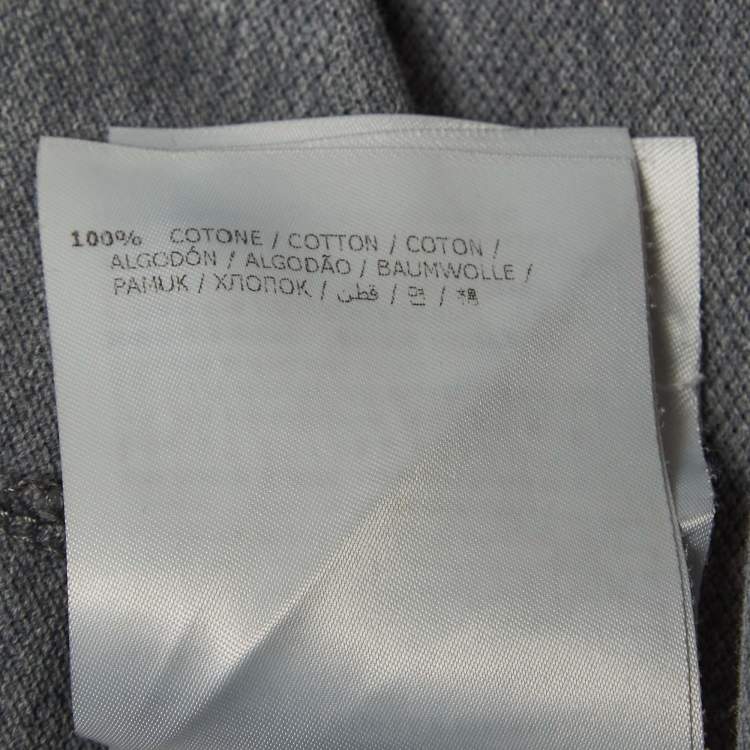 100% COTONE / COTTON / COTON /
ALGODÓN / ALGODÃO / BAUMWOLLE /
PAMUK / ХЛОПОК / قطن / 면 / 棉